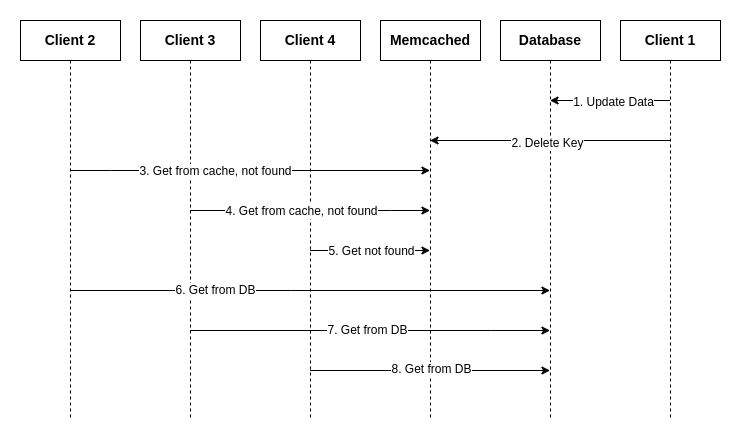 Client 2
Client 3
Client 4
Memcached
Database
Client 1
1. Update Data
2. Delete Key
3. Get from cache, not found
4. Get from cache, not found
5. Get not found
6. Get from DB
7. Get from DB
8. Get from DB